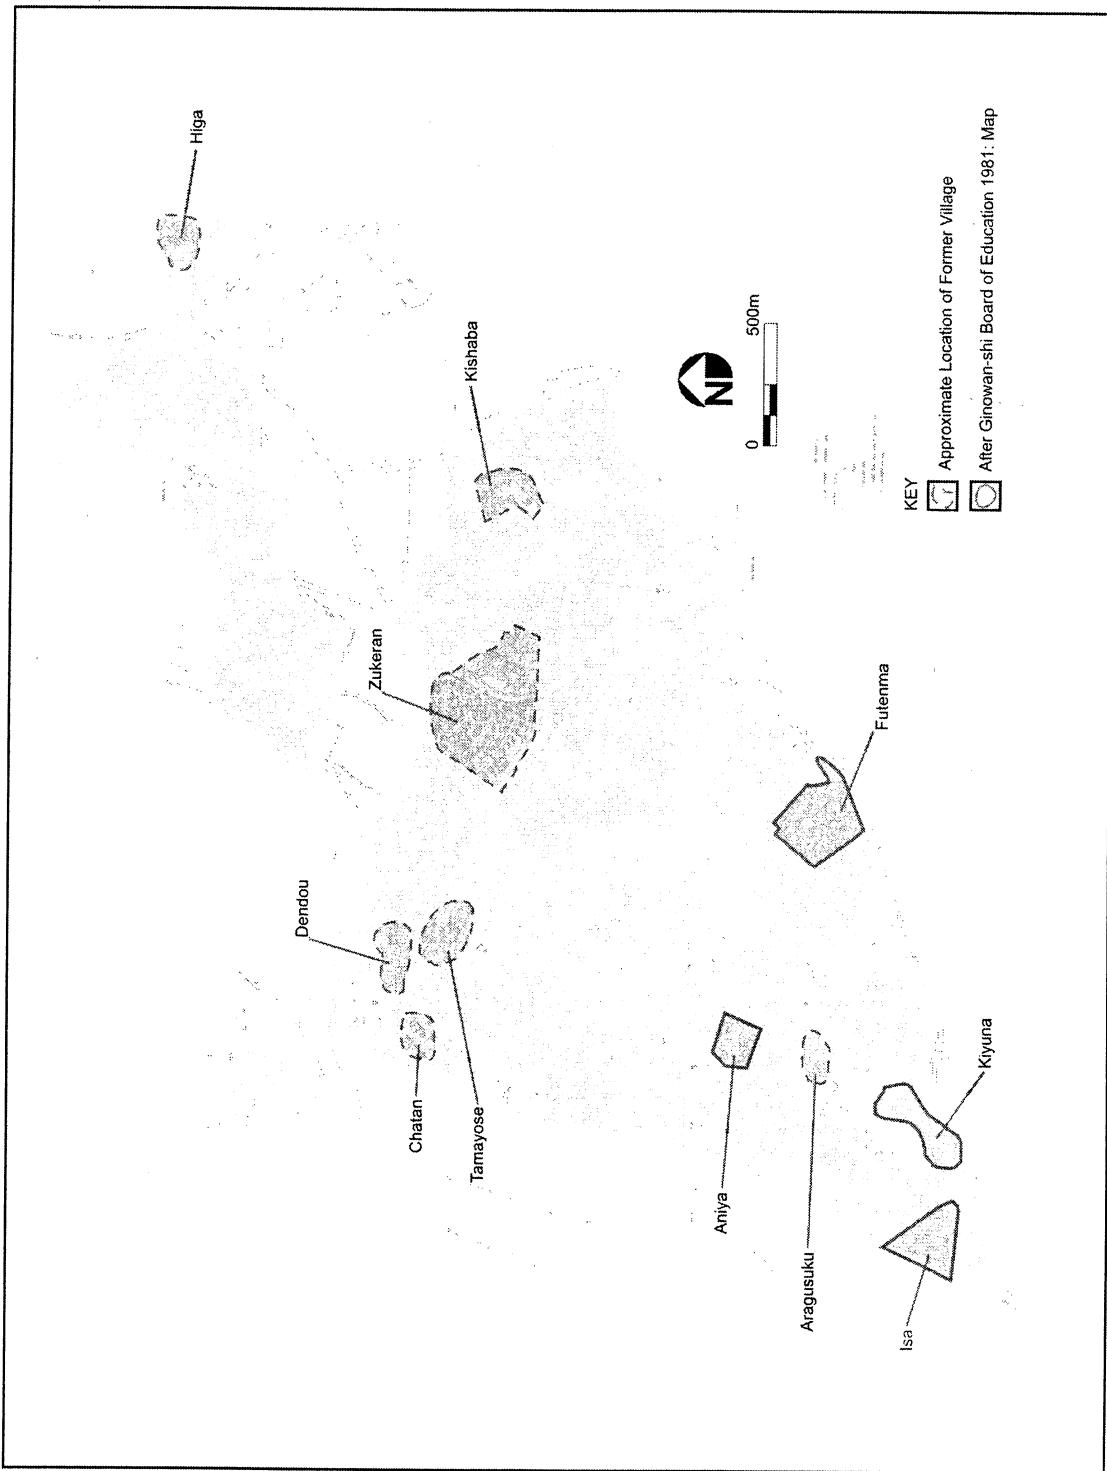 Higa
Dendou
Zukeran
Chatan
Kishaba
Tamayose
Aniya
N
0 500m
Aragusuku
Futenma
Isa
Kiyuna
KEY
Approximate Location of Former Village
After Ginowan-shi Board of Education 1981: Map